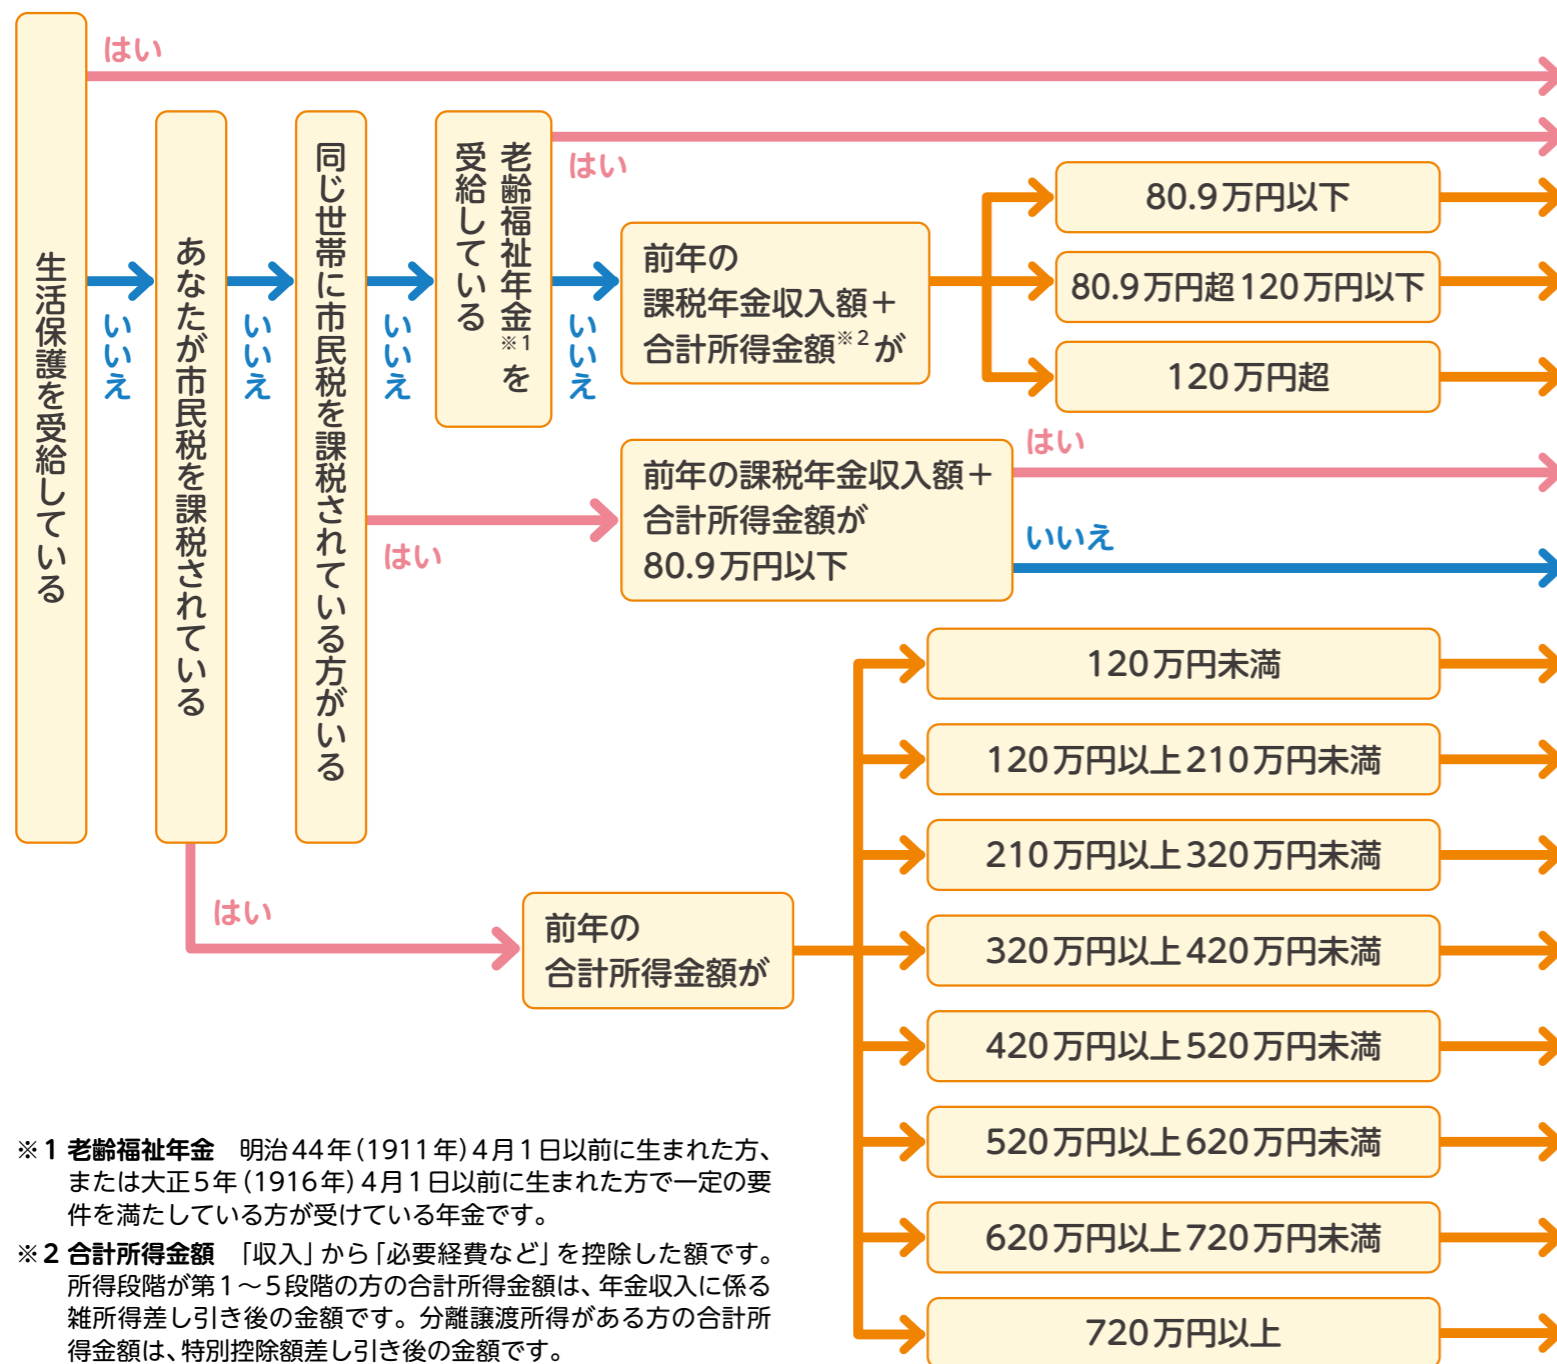 生活保護を受給している
はい
いいえ
あなたが市民税を課税されている
いいえ
同じ世帯に市民税を課税されている方がいる
いいえ
老齢福祉年金※1を
受給している
はい
いいえ
前年の
課税年金収入額＋
合計所得金額※2が
80.9万円以下
80.9万円超120万円以下
120万円超
はい
前年の課税年金収入額＋
合計所得金額が
80.9万円以下
はい
いいえ
はい
前年の
合計所得金額が
120万円未満
120万円以上210万円未満
210万円以上320万円未満
320万円以上420万円未満
420万円以上520万円未満
520万円以上620万円未満
620万円以上720万円未満
720万円以上
※1 老齢福祉年金　明治44年(1911年)4月1日以前に生まれた方、
または大正5年(1916年)4月1日以前に生まれた方で一定の要
件を満たしている方が受けている年金です。
※2 合計所得金額　「収入」から「必要経費など」を控除した額です。
所得段階が第1～5段階の方の合計所得金額は、年金収入に係る
雑所得差し引き後の金額です。分離譲渡所得がある方の合計所
得金額は、特別控除額差し引き後の金額です。